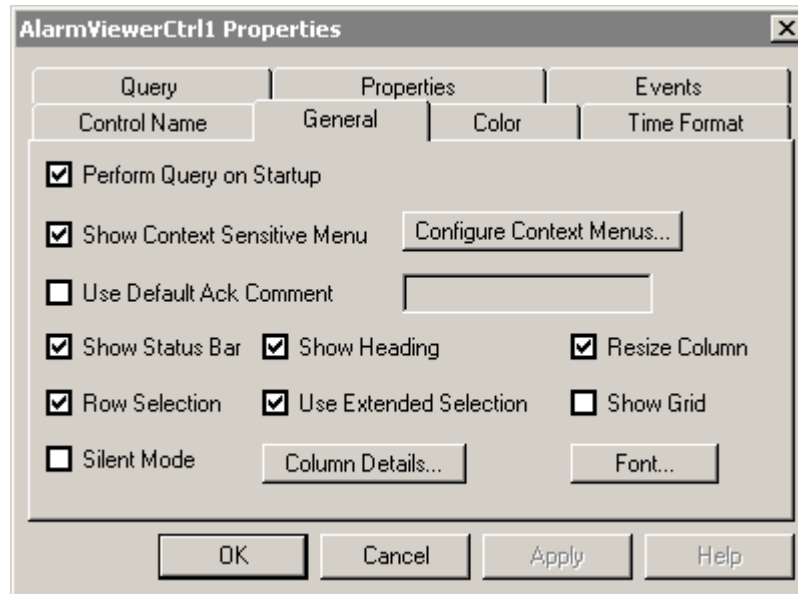 AlarmViewerCtrl1 Properties
Query Properties Events
Control Name General Color Time Format
Perform Query on Startup
Show Context Sensitive Menu Configure Context Menus...
Use Default Ack Comment
Show Status Bar Show Heading Resize Column
Row Selection Use Extended Selection Show Grid
Silent Mode Column Details... Font...
OK Cancel Apply Help